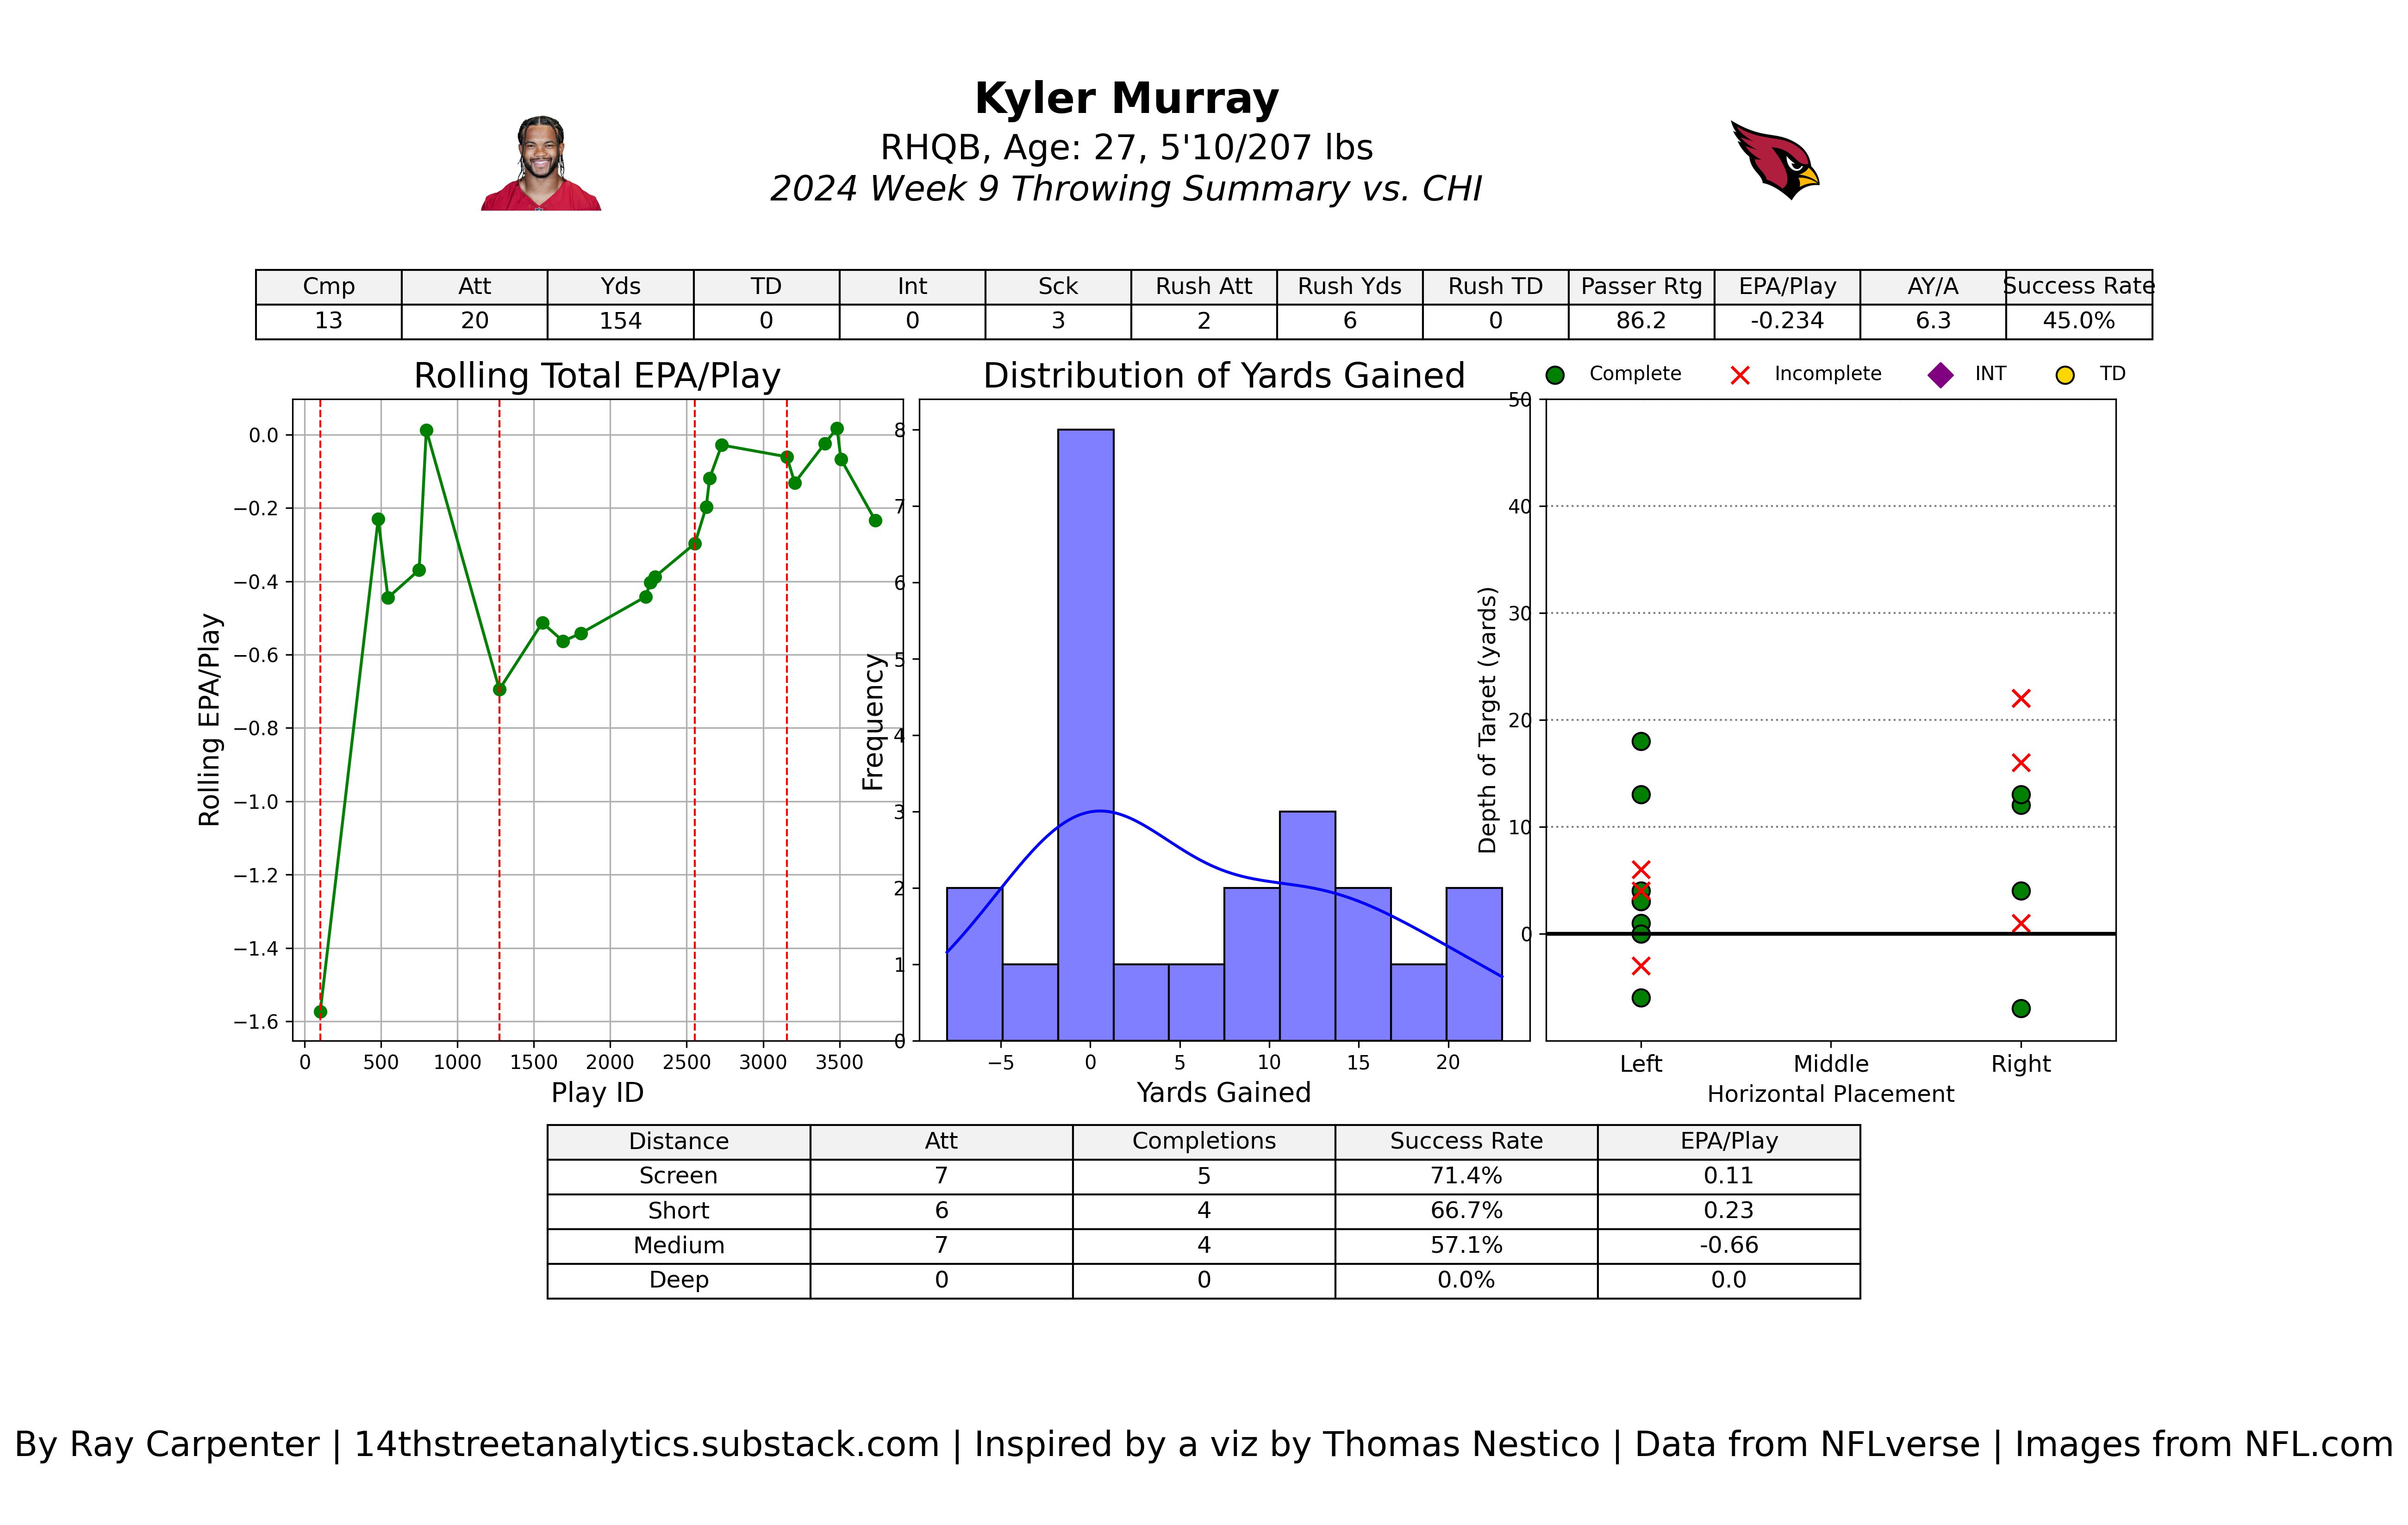 Kyler Murray
RHQB, Age: 27, 5'10/207 lbs
2024 Week 9 Throwing Summary vs. CHI
Cmp Att Yds TD Int Sck Rush Att Rush Yds Rush TD Passer Rtg EPA/Play AY/A Success Rate
13 20 154 0 0 3 2 6 0 86.2 -0.234 6.3 45.0%
Rolling Total EPA/Play
Rolling EPA/Play
0.0
−0.2
−0.4
−0.6
−0.8
−1.0
−1.2
−1.4
−1.6
0 500 1000 1500 2000 2500 3000 3500
Play ID
Distribution of Yards Gained
Frequency
8
7
6
5
4
3
2
1
0
−5 0 5 10 15 20
Yards Gained
Complete Incomplete INT TD
Depth of Target (yards)
50
40
30
20
10
0
Left Middle Right
Horizontal Placement
Distance Att Completions Success Rate EPA/Play
Screen 7 5 71.4% 0.11
Short 6 4 66.7% 0.23
Medium 7 4 57.1% -0.66
Deep 0 0 0.0% 0.0
By Ray Carpenter | 14thstreetanalytics.substack.com | Inspired by a viz by Thomas Nestico | Data from NFLverse | Images from NFL.com